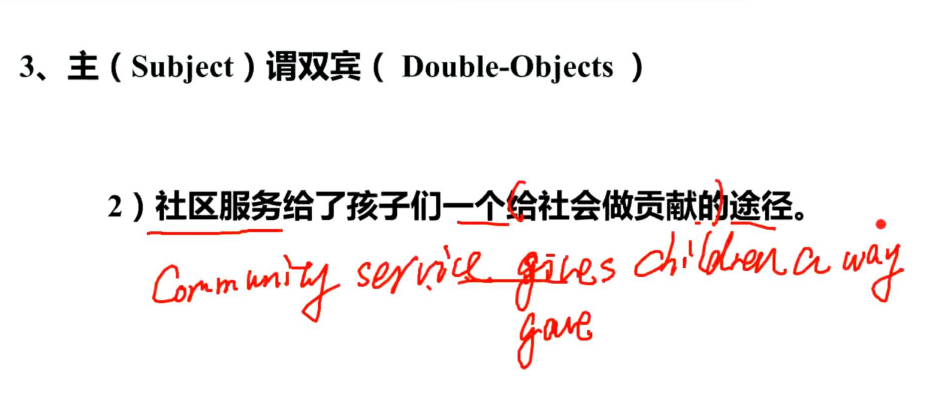 3、主（Subject）谓双宾（ Double-Objects ）
2）社区服务给了孩子们一个(给社会做贡献)的途径。
Community service gives children a way
gave